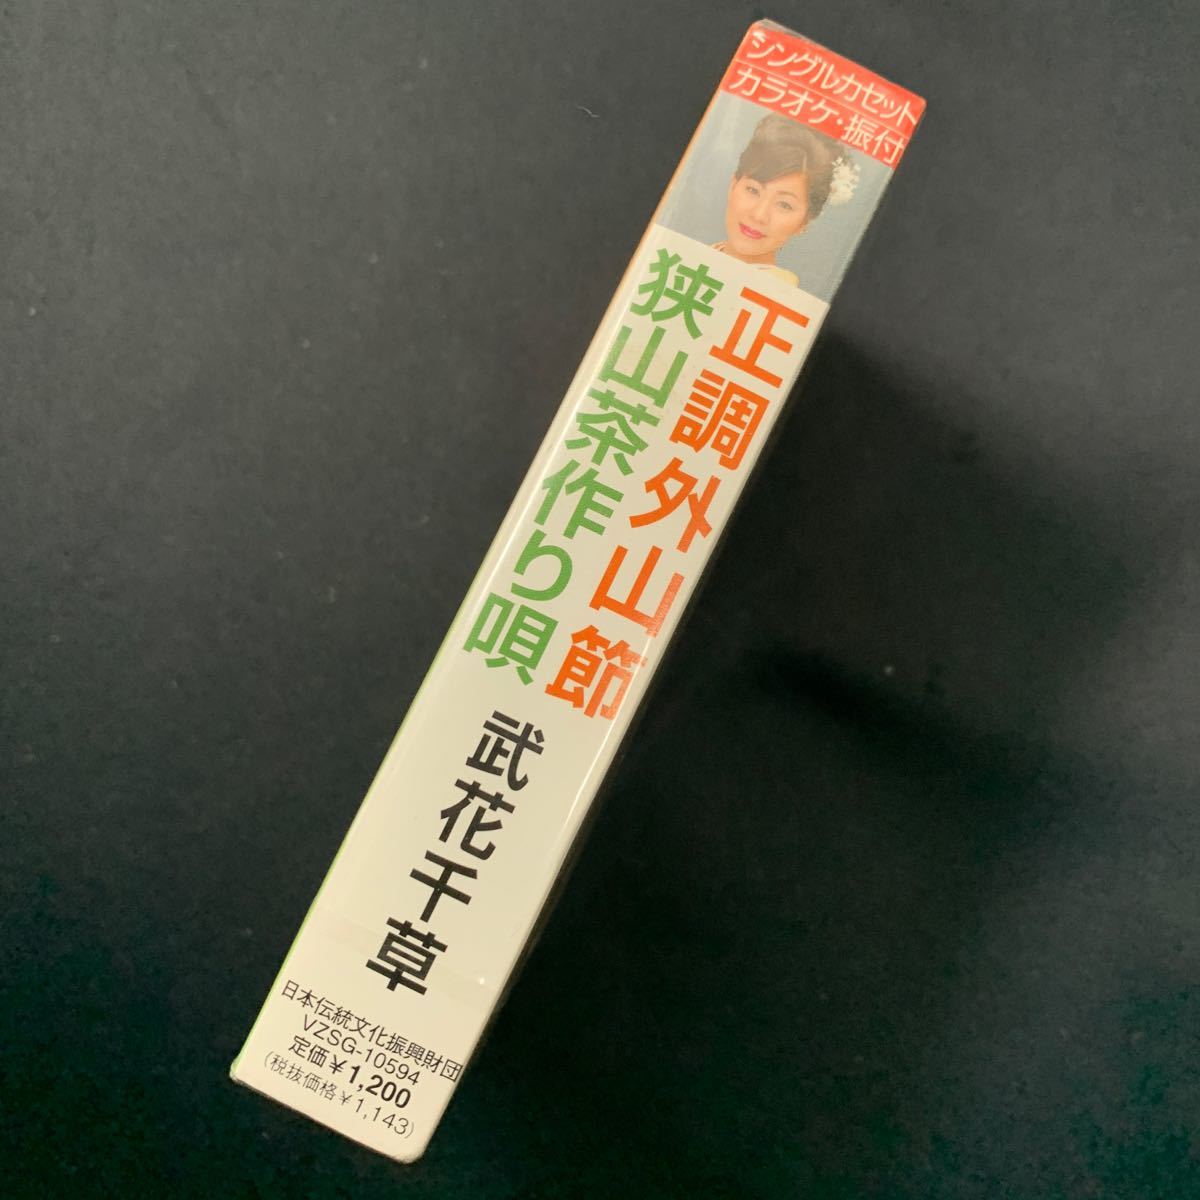 シングルカセット
カラオケ・振付
正調外山節
狭山茶作り唄
武花千草
日本伝統文化振興財団
VZSG-10594
定価¥1,200
(税抜価格¥1,143)